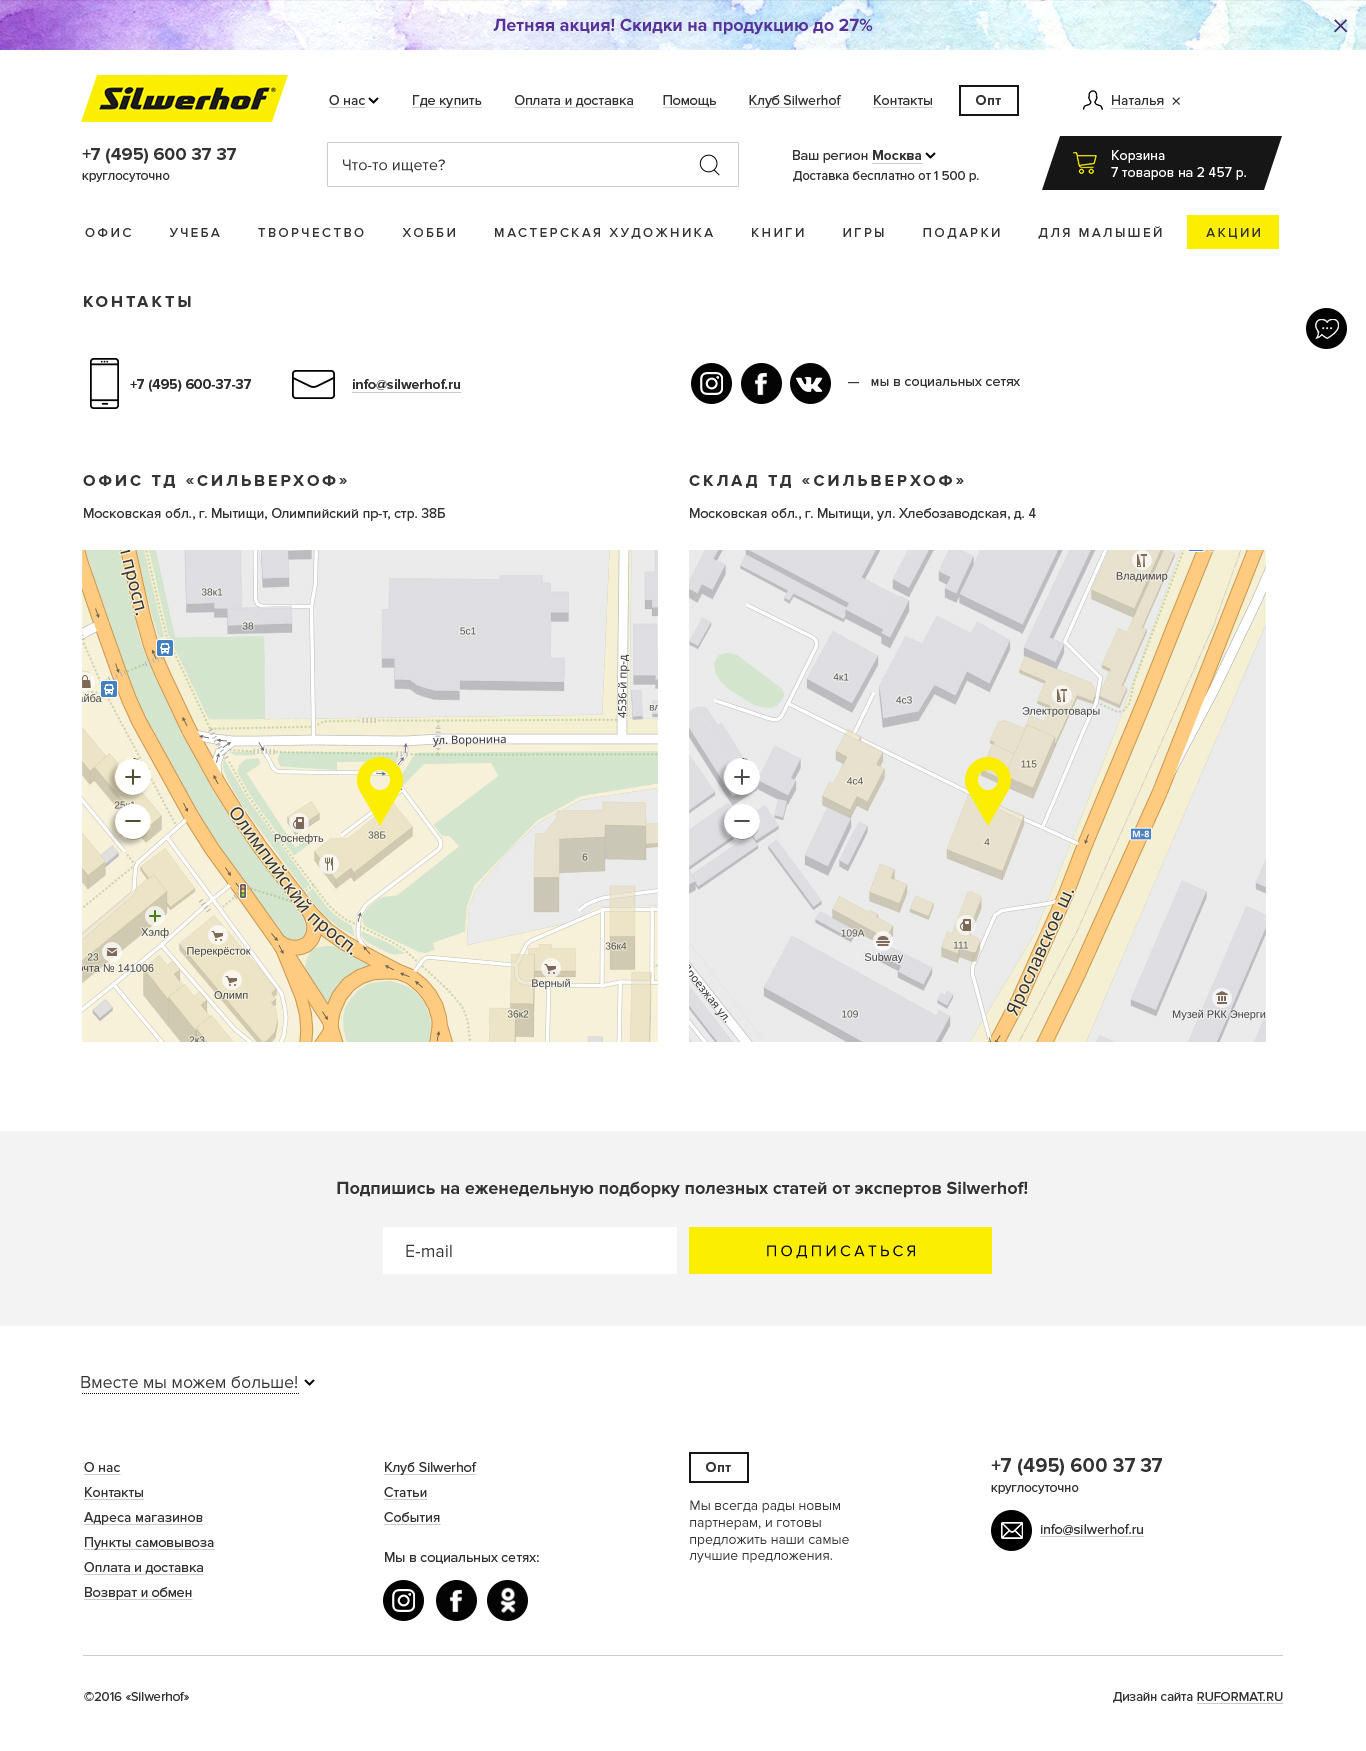 Летняя акция! Скидки на продукцию до 27%
Silwerhof®
О нас
Где купить
Оплата и доставка
Помощь
Клуб Silwerhof
Контакты
Опт
Наталья ×
+7 (495) 600 37 37
круглосуточно
Что-то ищете?
Ваш регион Москва
Доставка бесплатно от 1 500 р.
Корзина
7 товаров на 2 457 р.
ОФИС
УЧЕБА
ТВОРЧЕСТВО
ХОББИ
МАСТЕРСКАЯ ХУДОЖНИКА
КНИГИ
ИГРЫ
ПОДАРКИ
ДЛЯ МАЛЫШЕЙ
АКЦИИ
КОНТАКТЫ
+7 (495) 600-37-37
info@silwerhof.ru
— мы в социальных сетях
ОФИС ТД «СИЛЬВЕРХОФ»
Московская обл., г. Мытищи, Олимпийский пр-т, стр. 38Б
просп.
38к1
38
5с1
4536-й пр-д
ул. Воронина
Роснефть
38Б
6
Олимпийский просп.
Хэлф
23
№ 141006
Перекрёсток
Олимп
2к3
36к4
Верный
36к2
СКЛАД ТД «СИЛЬВЕРХОФ»
Московская обл., г. Мытищи, ул. Хлебозаводская, д. 4
Владимир
4к1
4с3
Электротовары
115
4с4
4
М-8
109А
Subway
111
109
Ярославское ш.
Музей РКК Энерги
Подпишись на еженедельную подборку полезных статей от экспертов Silwerhof!
E-mail
ПОДПИСАТЬСЯ
Вместе мы можем больше!
О нас
Контакты
Адреса магазинов
Пункты самовывоза
Оплата и доставка
Возврат и обмен
Клуб Silwerhof
Статьи
События
Мы в социальных сетях:
Опт
Мы всегда рады новым
партнерам, и готовы
предложить наши самые
лучшие предложения.
+7 (495) 600 37 37
круглосуточно
info@silwerhof.ru
©2016 «Silwerhof»
Дизайн сайта RUFORMAT.RU